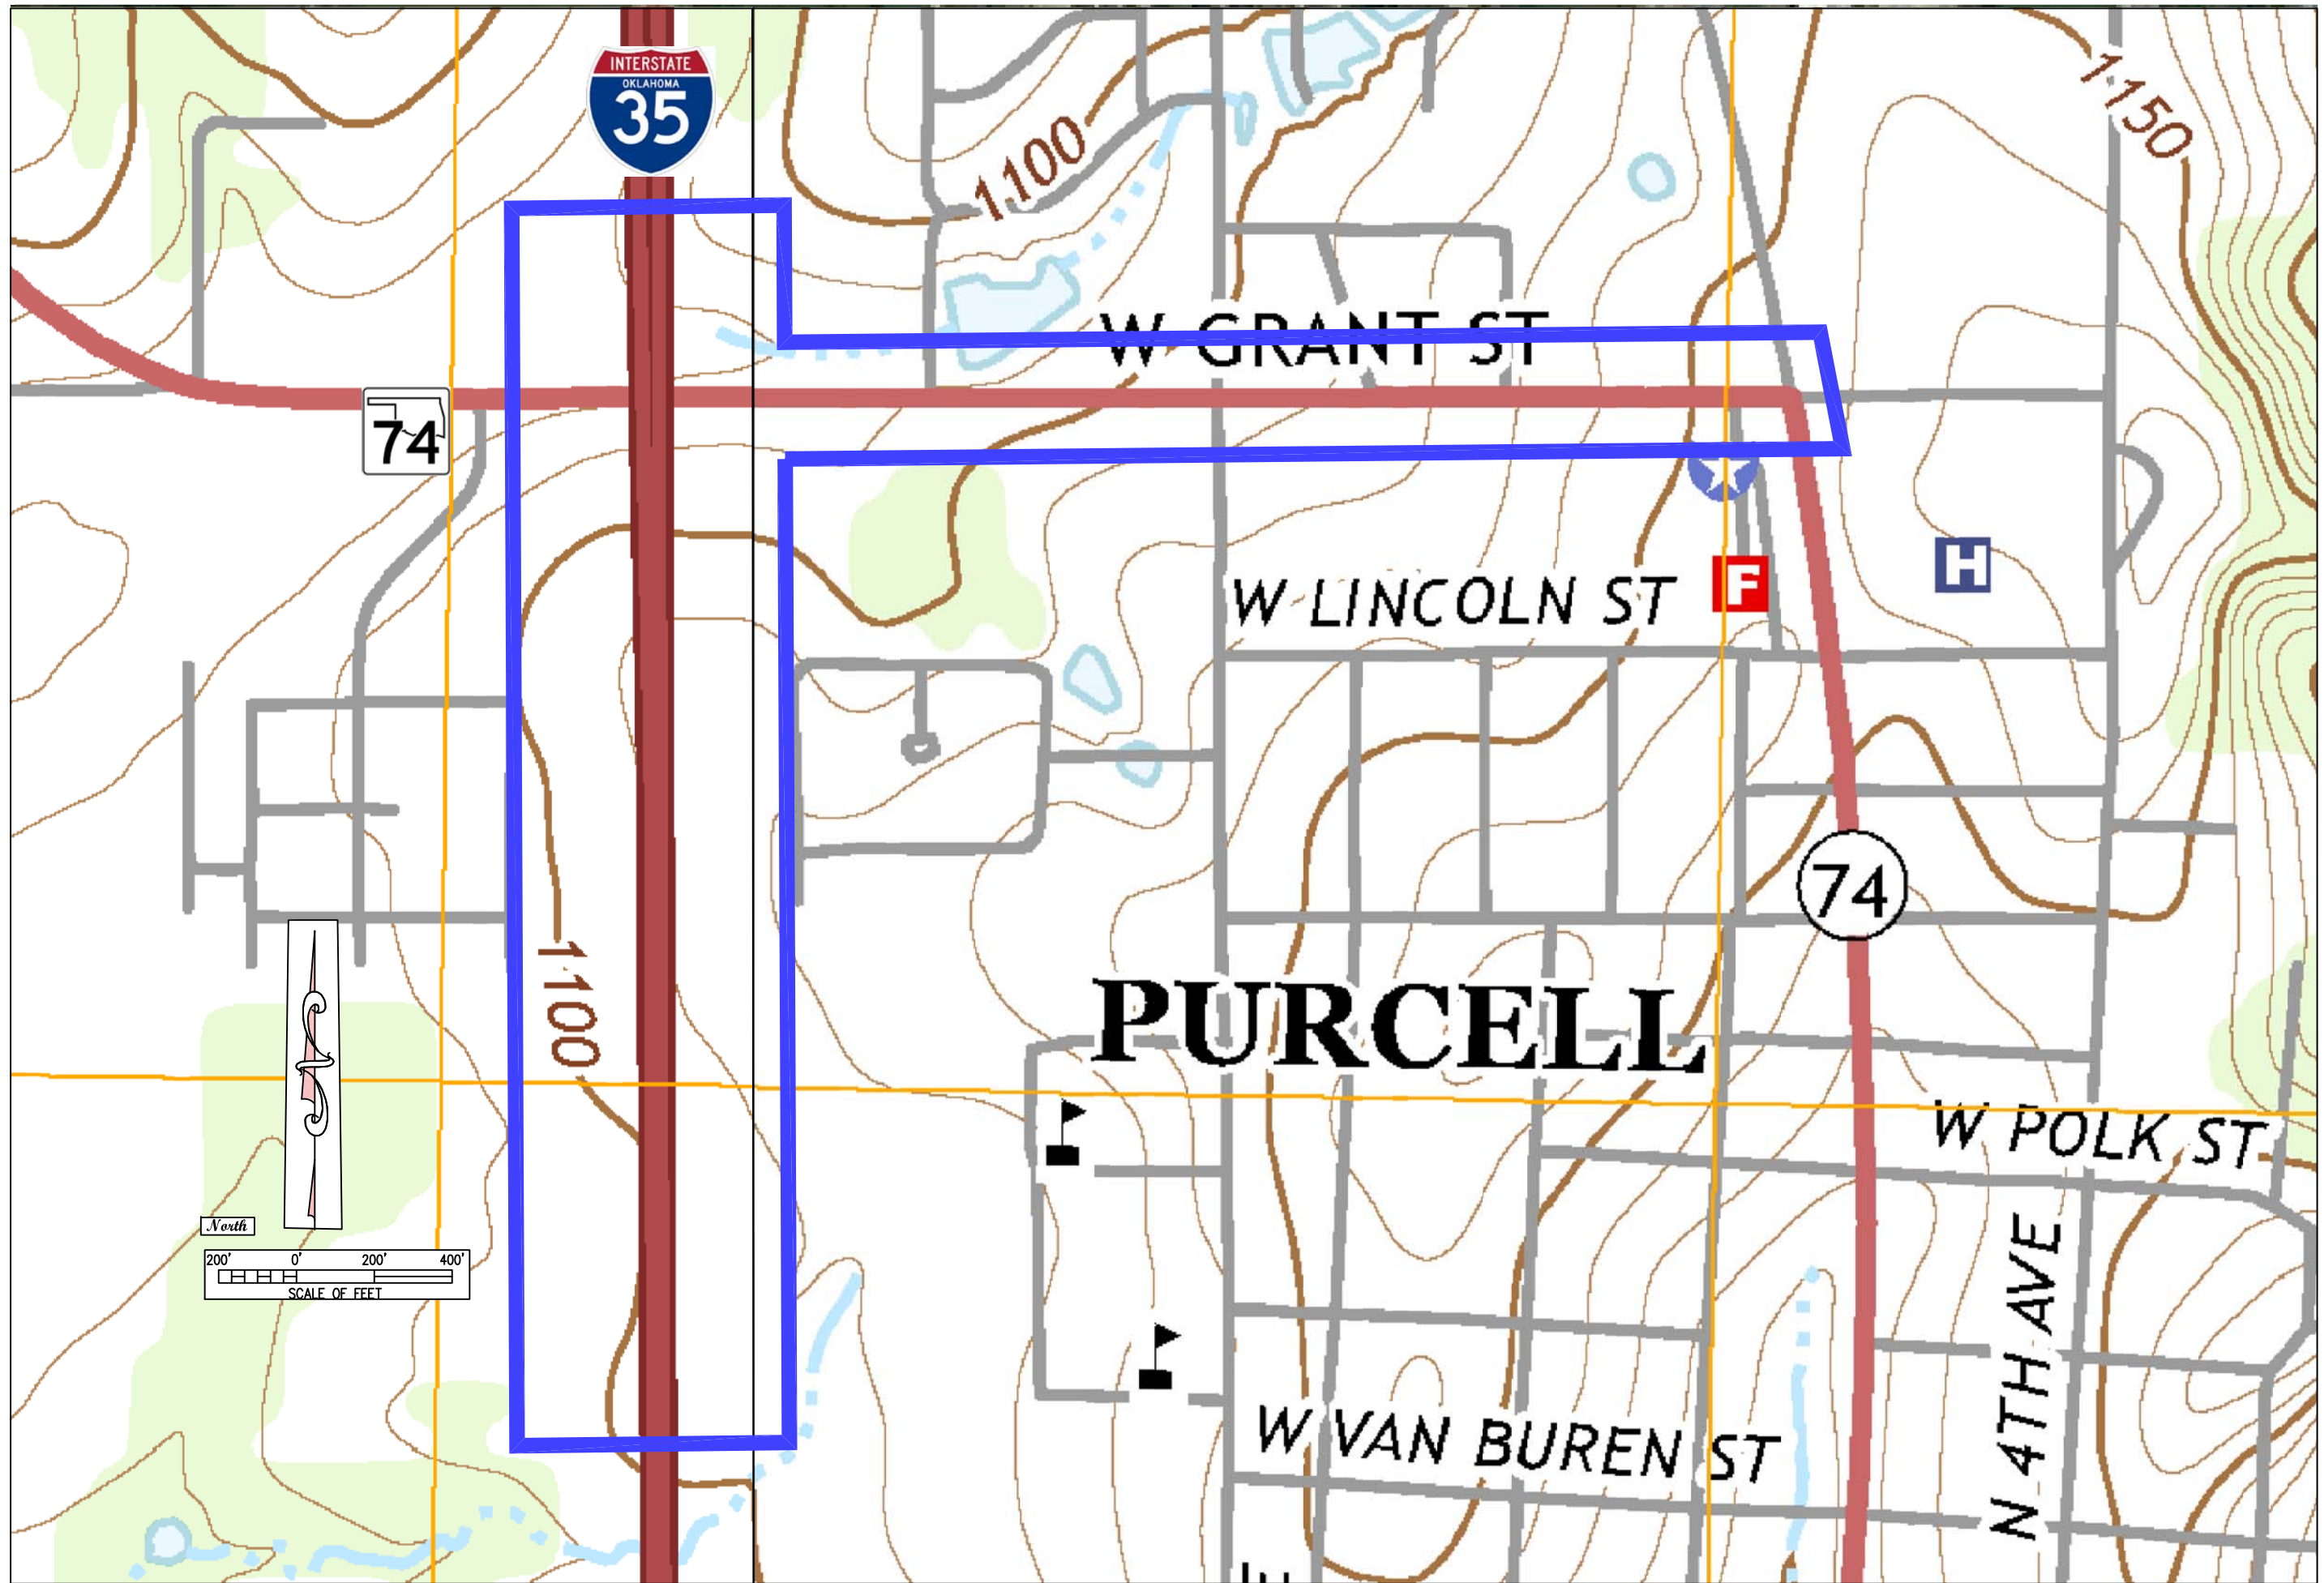 INTERSTATE
OKLAHOMA
35
1150
1100
W GRANT ST
74
W LINCOLN ST
F
H
74
1100
PURCELL
W POLK ST
North
200' 0' 200' 400'
SCALE OF FEET
N 4TH AVE
W VAN BUREN ST